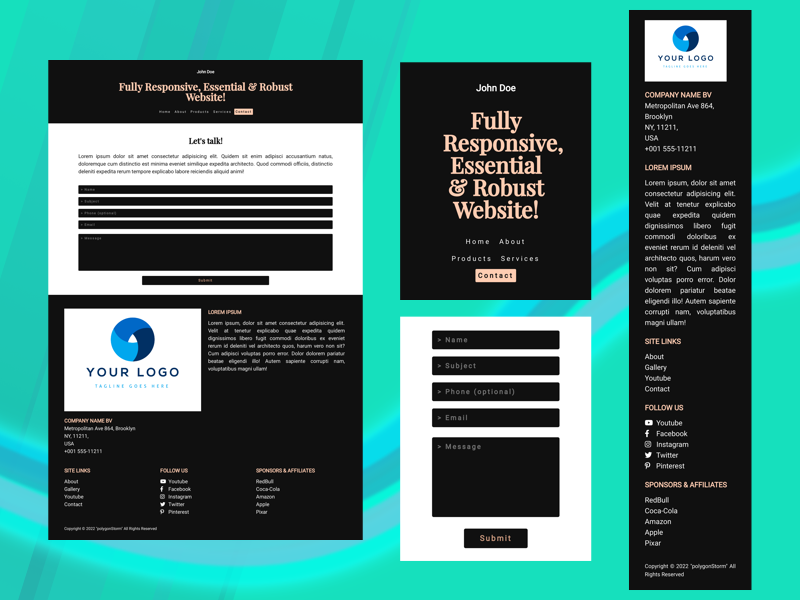 John Doe
Fully Responsive, Essential & Robust
Website!
Home About Products Services Contact
Let's talk!
Lorem ipsum dolor sit amet consectetur adipisicing elit. Quidem sit enim adipisci accusantium natus,
doloremque cum distinctio est minima eveniet similique expedita architecto. Quod commodi officiis, distinctio
deleniti expedita rerum tempore explicabo labore reiciendis aliquid animi!
> Name
> Subject
> Phone (optional)
> Email
> Message
Submit
YOUR LOGO
TAGLINE GOES HERE
COMPANY NAME BV
Metropolitan Ave 864, Brooklyn
NY, 11211,
USA
+001 555-11211
LOREM IPSUM
Lorem ipsum, dolor sit amet consectetur adipisicing
elit. Velit at tenetur explicabo quae expedita quidem
dignissimos libero fugit commodi doloribus ex eveniet
rerum id deleniti vel architecto quos, harum vero non sit?
Cum adipisci voluptas porro error. Dolor dolorem pariatur
beatae eligendi illo! Autem sapiente corrupti nam,
voluptatibus magni ullam!
SITE LINKS
About
Gallery
Youtube
Contact
FOLLOW US
Youtube
Facebook
Instagram
Twitter
Pinterest
SPONSORS & AFFILIATES
RedBull
Coca-Cola
Amazon
Apple
Pixar
Copyright © 2022 "polygonStorm" All Rights Reserved
John Doe
Fully
Responsive,
Essential
& Robust
Website!
Home About
Products Services
Contact
> Name
> Subject
> Phone (optional)
> Email
> Message
Submit
YOUR LOGO
TAGLINE GOES HERE
COMPANY NAME BV
Metropolitan Ave 864,
Brooklyn
NY, 11211,
USA
+001 555-11211
LOREM IPSUM
Lorem ipsum, dolor sit amet
consectetur adipisicing elit.
Velit at tenetur explicabo
quae expedita quidem
dignissimos libero fugit
commodi doloribus ex
eveniet rerum id deleniti vel
architecto quos, harum vero
non sit? Cum adipisci
voluptas porro error. Dolor
dolorem pariatur beatae
eligendi illo! Autem sapiente
corrupti nam, voluptatibus
magni ullam!
SITE LINKS
About
Gallery
Youtube
Contact
FOLLOW US
Youtube
Facebook
Instagram
Twitter
Pinterest
SPONSORS & AFFILIATES
RedBull
Coca-Cola
Amazon
Apple
Pixar
Copyright © 2022 "polygonStorm" All
Rights Reserved